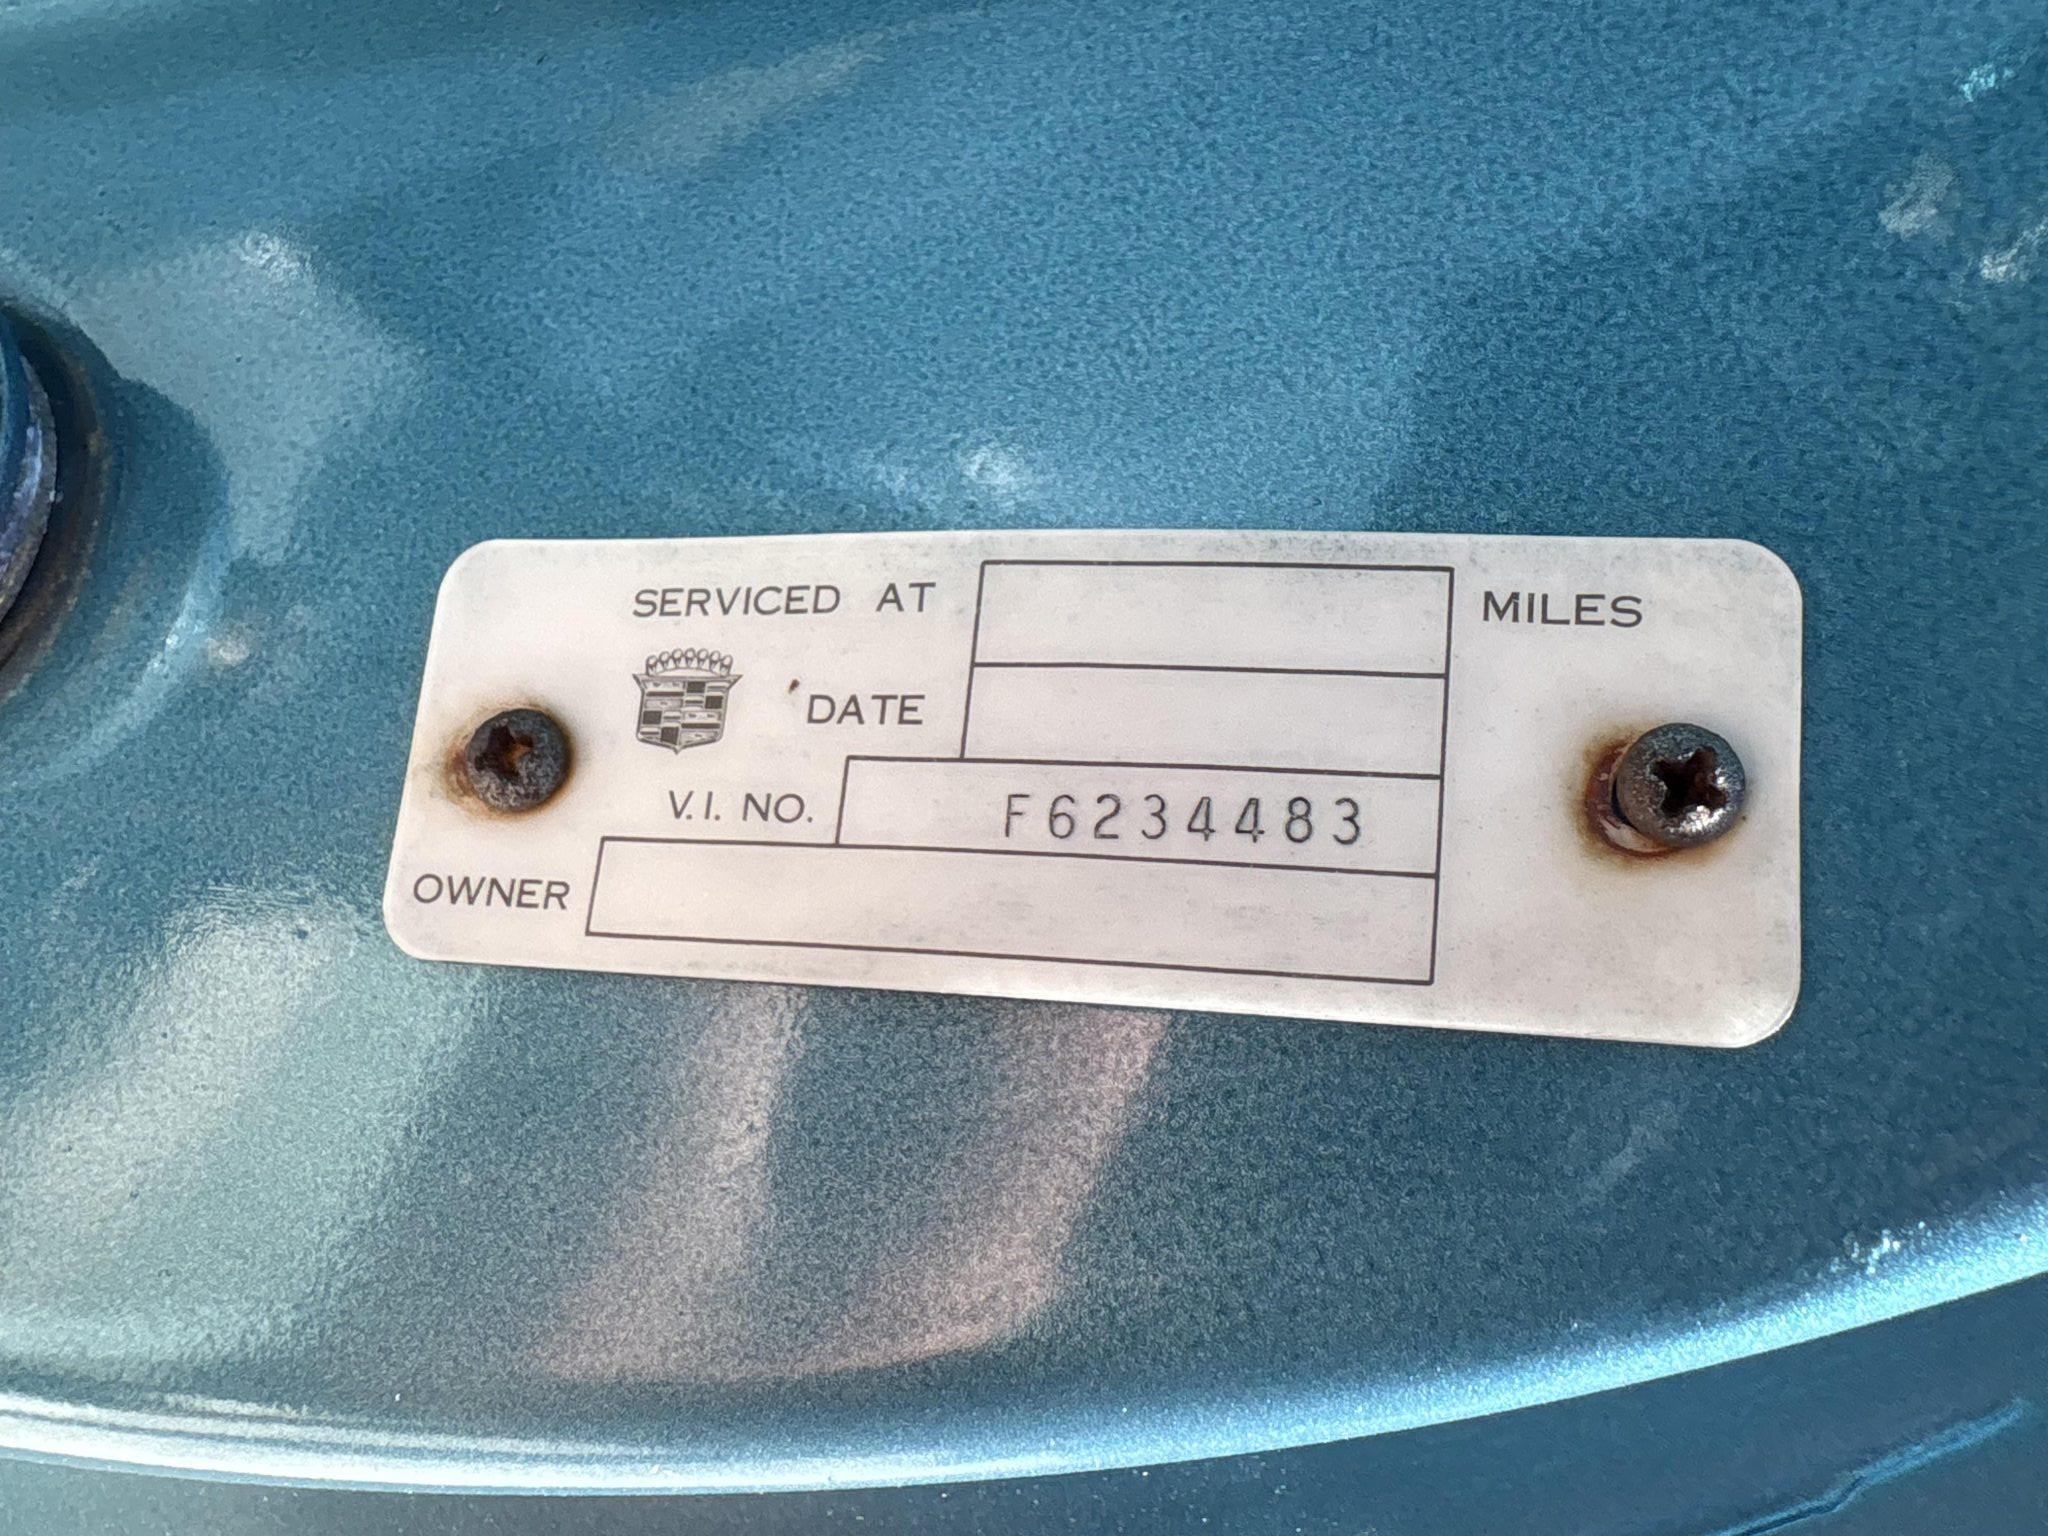 SERVICED AT MILES
DATE
V.I. NO. F6234483
OWNER